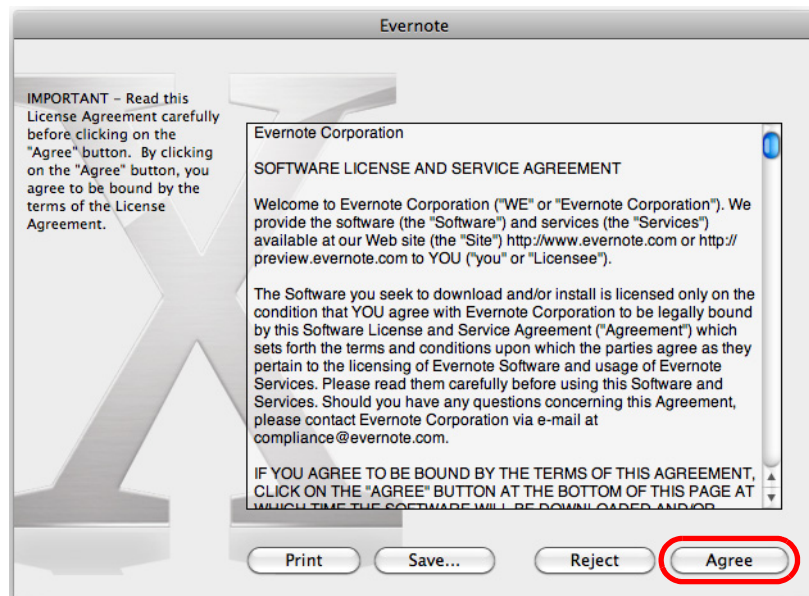 Evernote
IMPORTANT – Read this
License Agreement carefully
before clicking on the
"Agree" button.  By clicking
on the "Agree" button, you
agree to be bound by the
terms of the License
Agreement.
Evernote Corporation
SOFTWARE LICENSE AND SERVICE AGREEMENT
Welcome to Evernote Corporation ("WE" or "Evernote Corporation"). We
provide the software (the "Software") and services (the "Services")
available at our Web site (the "Site") http://www.evernote.com or http://
preview.evernote.com to YOU ("you" or "Licensee").
The Software you seek to download and/or install is licensed only on the
condition that YOU agree with Evernote Corporation to be legally bound
by this Software License and Service Agreement ("Agreement") which
sets forth the terms and conditions upon which the parties agree as they
pertain to the licensing of Evernote Software and usage of Evernote
Services. Please read them carefully before using this Software and
Services. Should you have any questions concerning this Agreement,
please contact Evernote Corporation via e-mail at
compliance@evernote.com.
IF YOU AGREE TO BE BOUND BY THE TERMS OF THIS AGREEMENT,
CLICK ON THE "AGREE" BUTTON AT THE BOTTOM OF THIS PAGE AT
WHICH TIME THE SOFTWARE WILL BE DOWNLOADED AND/OR
Print
Save...
Reject
Agree